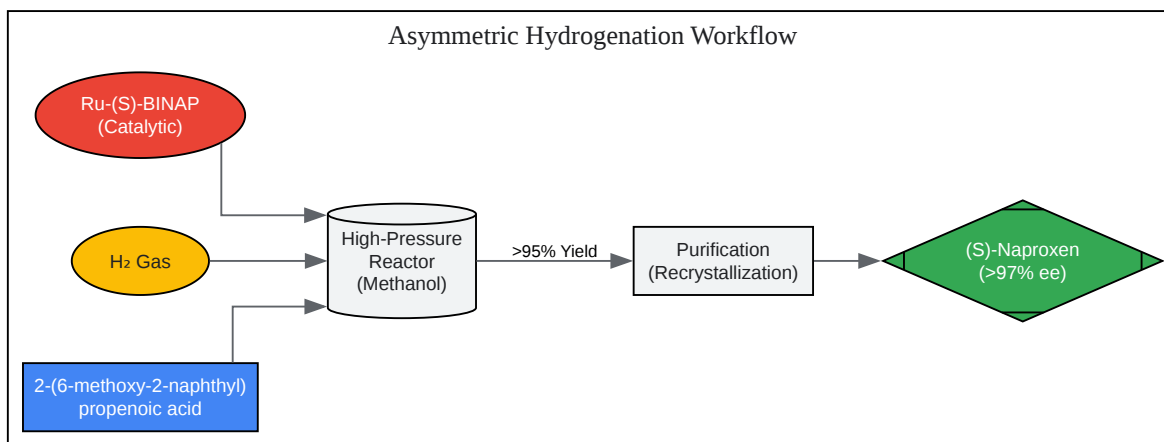 Asymmetric Hydrogenation Workflow
Ru-(S)-BINAP
(Catalytic)
H₂ Gas
2-(6-methoxy-2-naphthyl)
propenoic acid
High-Pressure
Reactor
(Methanol)
>95% Yield
Purification
(Recrystallization)
(S)-Naproxen
(>97% ee)